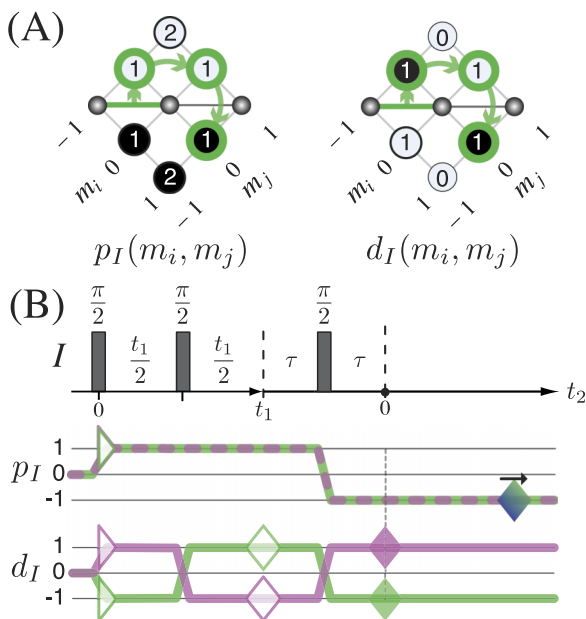 (A)
2 0
1 1 1 1
-1 1 -1 1
1 1 1 1
m_i 0 0 m_j m_i 0 0 m_j
2 0
1 -1 1 -1
p_I(m_i, m_j) d_I(m_i, m_j)
(B)
π/2 π/2 π/2
I t_1/2 t_1/2 τ τ
0 t_1 0 t_2
1
p_I 0
-1
1
d_I 0
-1